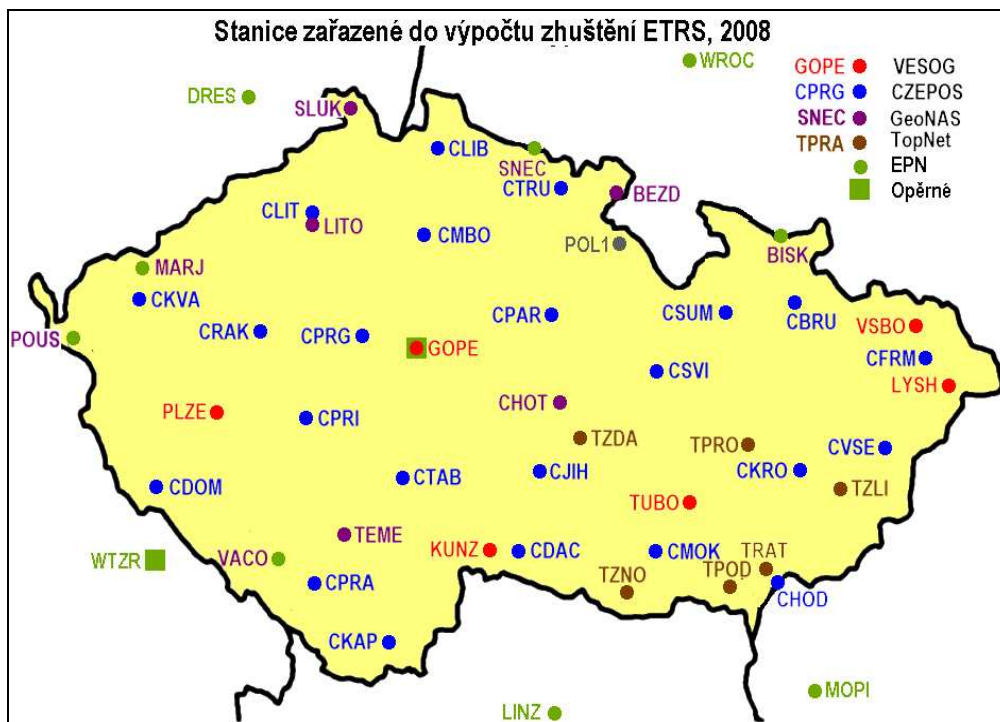 Stanice zařazené do výpočtu zhuštění ETRS, 2008
GOPE VESOG
CPRG CZEPOS
SNEC GeoNAS
TPRA TopNet
EPN
Opěrné
WROC
DRES
SLUK
CLIB
SNEC
CTRU
BEZD
CLIT
LITO
CMBO
POL1
BISK
MARJ
CKVA
CRAK
CPRG
CPAR
CSUM
CBRU
VSBO
POUS
GOPE
CFRM
CSVI
LYSH
PLZE
CPRI
CHOT
TZDA
TPRO
CVSE
CDOM
CTAB
CJIH
CKRO
TZLI
TUBO
TEME
WTZR
VACO
KUNZ
CDAC
CMOK
TRAT
CPRA
TZNO
TPOD
CHOD
CKAP
MOPI
LINZ